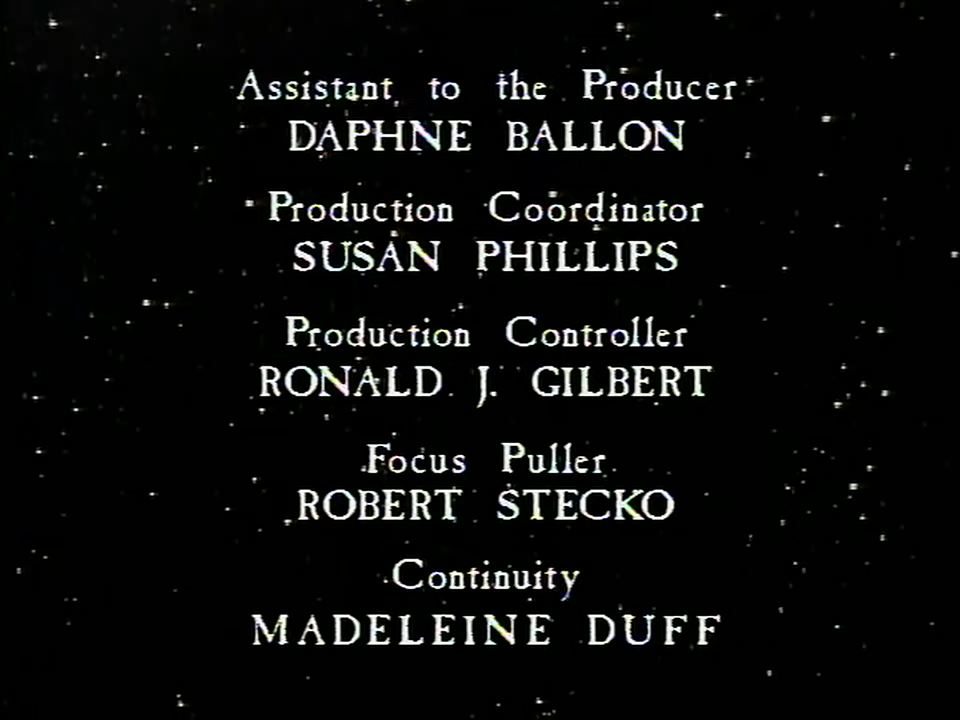 Assistant to the Producer
DAPHNE BALLON
Production Coordinator
SUSAN PHILLIPS
Production Controller
RONALD J. GILBERT
Focus Puller
ROBERT STECKO
Continuity
MADELEINE DUFF